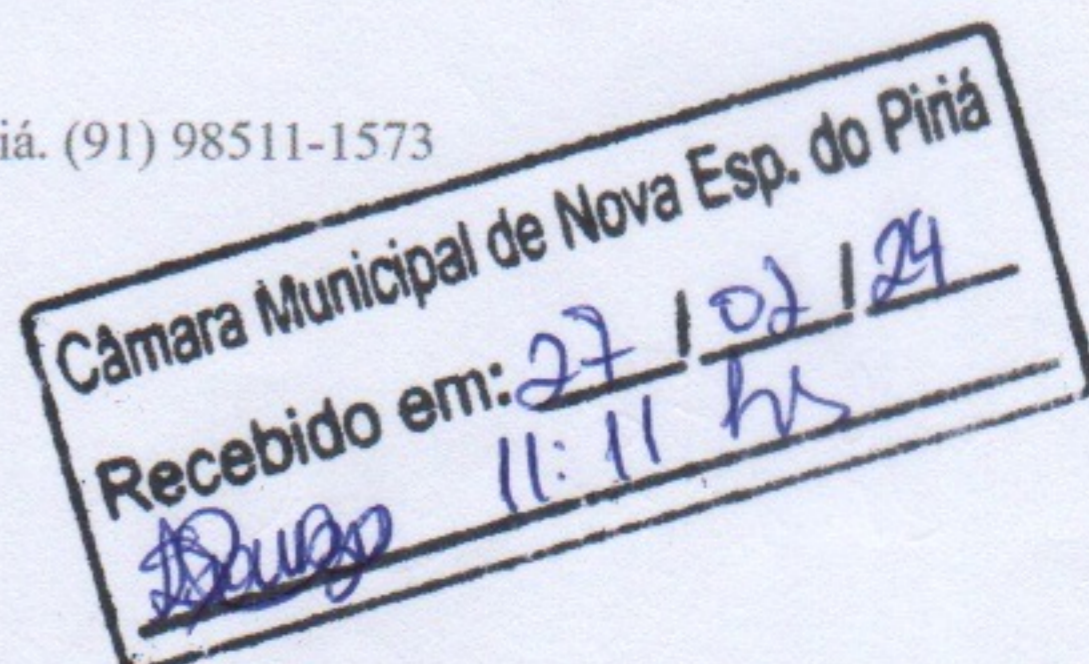 iá. (91) 98511-1573
Câmara Municipal de Nova Esp. do Piriá
Recebido em: 27 / 02 / 24
11:11 hs